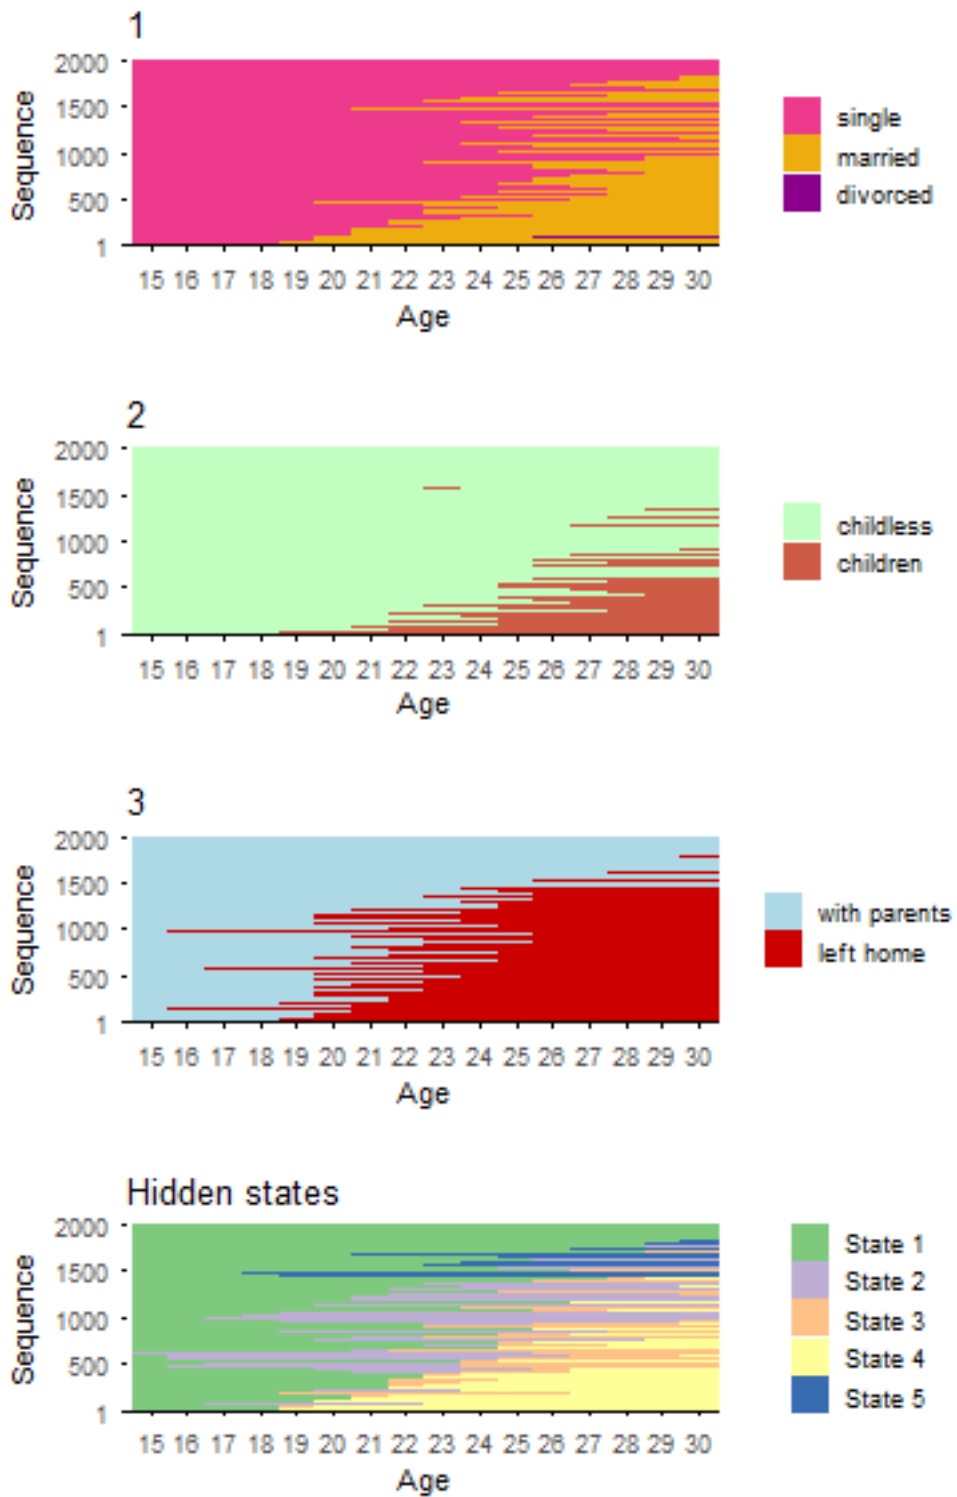 1
2000
1500
1000
500
1
Sequence
15 16 17 18 19 20 21 22 23 24 25 26 27 28 29 30
Age
single
married
divorced
2
2000
1500
1000
500
1
Sequence
15 16 17 18 19 20 21 22 23 24 25 26 27 28 29 30
Age
childless
children
3
2000
1500
1000
500
1
Sequence
15 16 17 18 19 20 21 22 23 24 25 26 27 28 29 30
Age
with parents
left home
Hidden states
2000
1500
1000
500
1
Sequence
15 16 17 18 19 20 21 22 23 24 25 26 27 28 29 30
Age
State 1
State 2
State 3
State 4
State 5